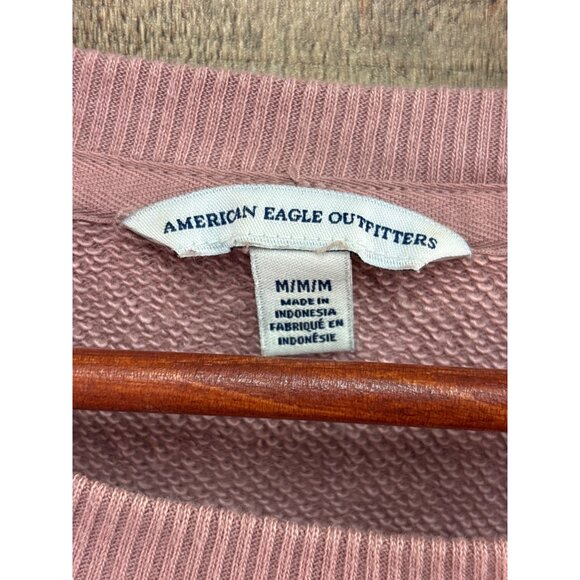 AMERICAN EAGLE OUTFITTERS
M/M/M
MADE IN
INDONESIA
FABRIQUÉ EN
INDONÉSIE